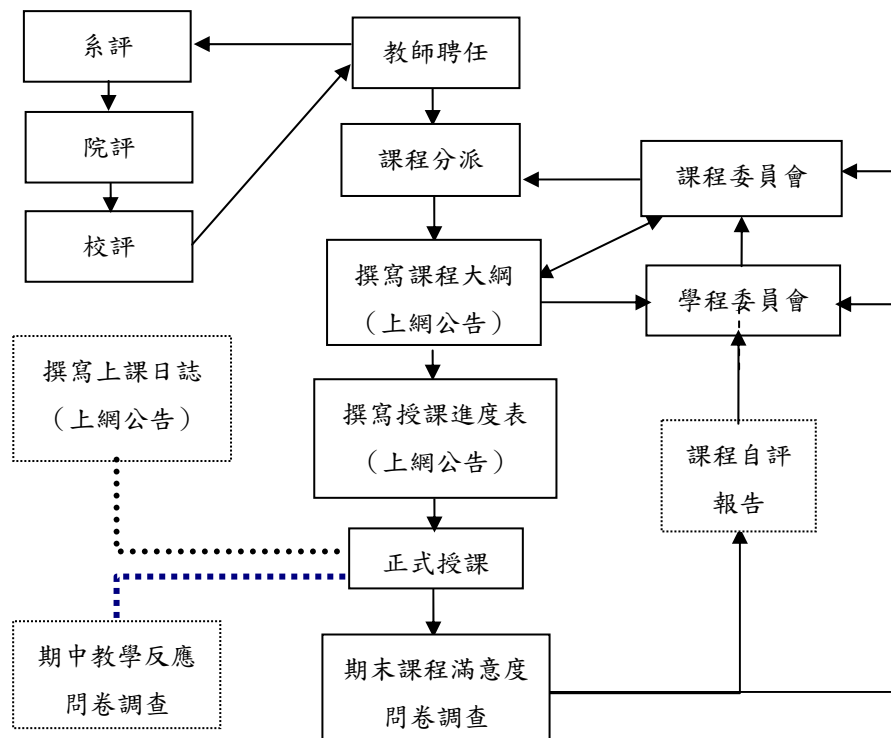 系評
教師聘任
院評
課程分派
課程委員會
校評
撰寫課程大綱
（上網公告）
學程委員會
撰寫上課日誌
（上網公告）
撰寫授課進度表
（上網公告）
課程自評
報告
正式授課
期中教學反應
問卷調查
期末課程滿意度
問卷調查